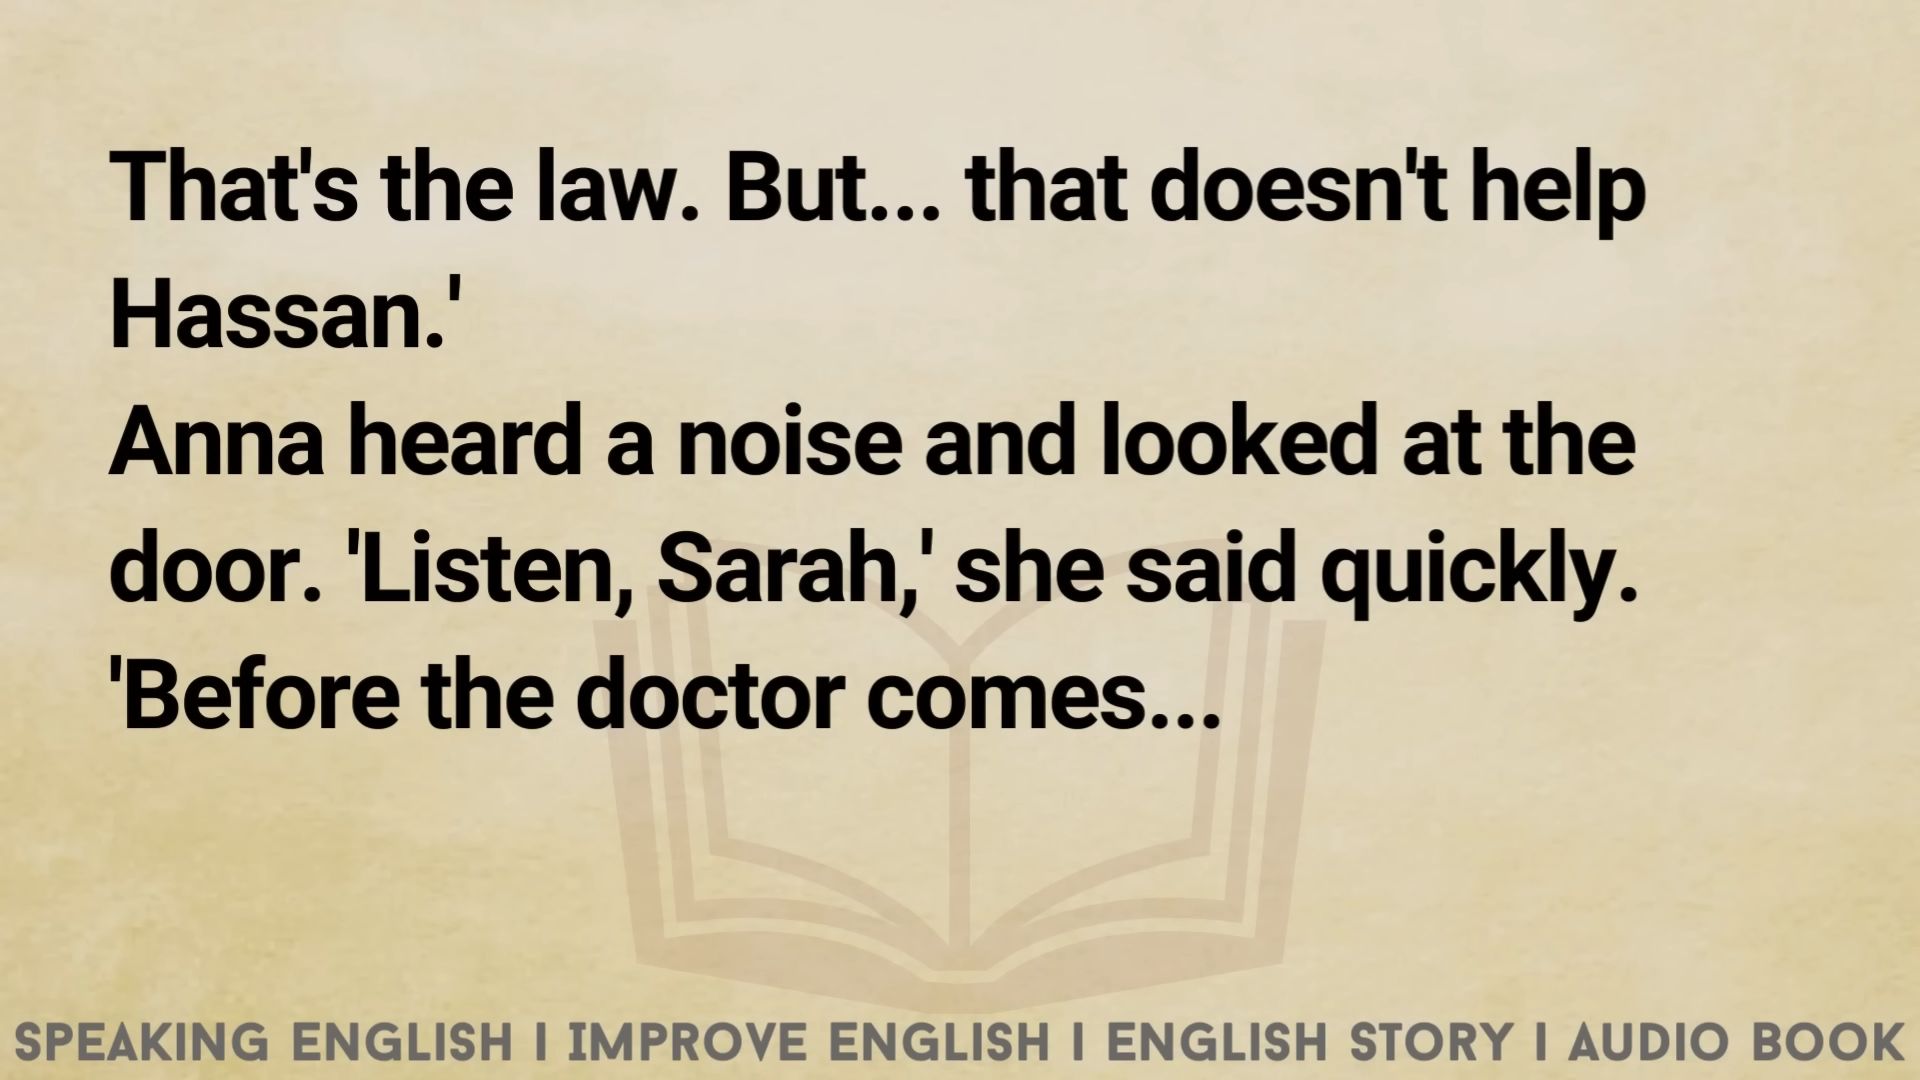 That's the law. But... that doesn't help
Hassan.'
Anna heard a noise and looked at the
door. 'Listen, Sarah,' she said quickly.
'Before the doctor comes...
SPEAKING ENGLISH I IMPROVE ENGLISH I ENGLISH STORY I AUDIO BOOK